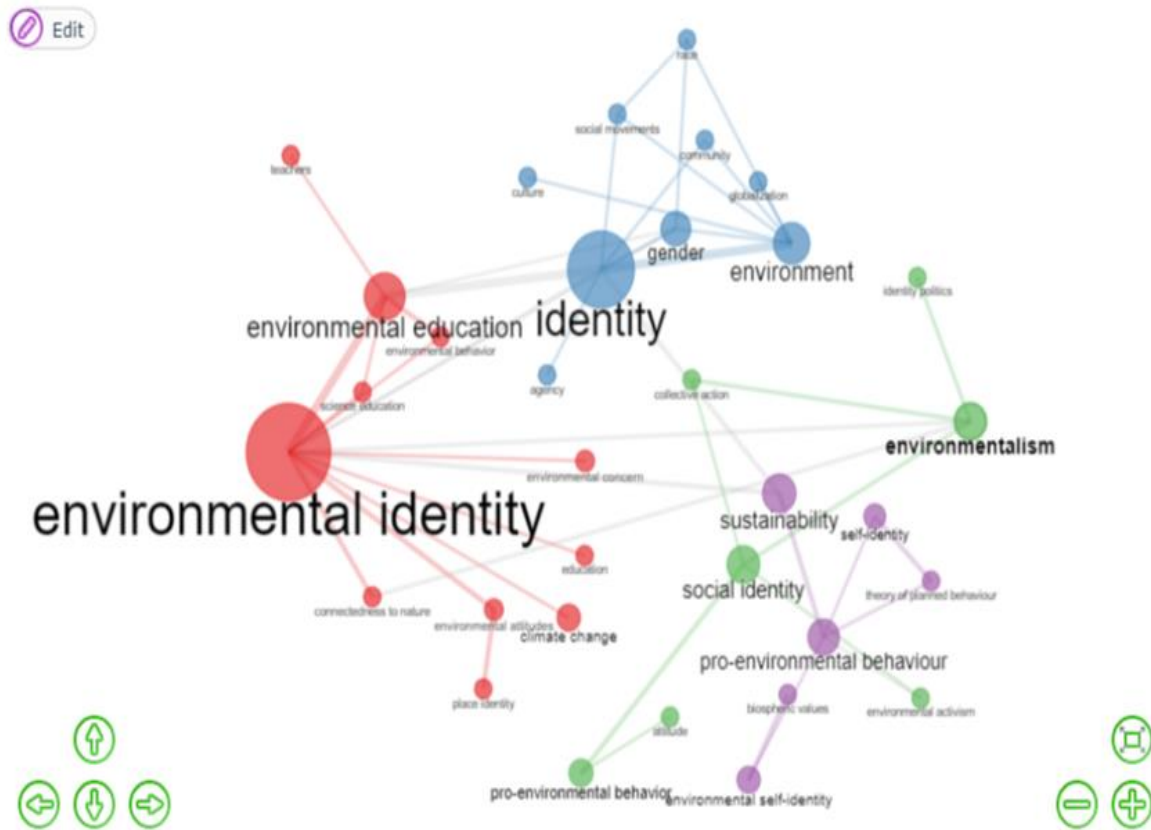 Edit
race
social movements
community
teachers
culture
globalization
gender
environment
identity politics
environmental education
identity
environmental behavior
agency
collective action
science education
environmentalism
environmental concern
environmental identity
sustainability
self-identity
education
social identity
theory of planned behaviour
connectedness to nature
environmental attitudes
climate change
pro-environmental behaviour
place identity
biospheric values
environmental activism
attitude
pro-environmental behavior
environmental self-identity